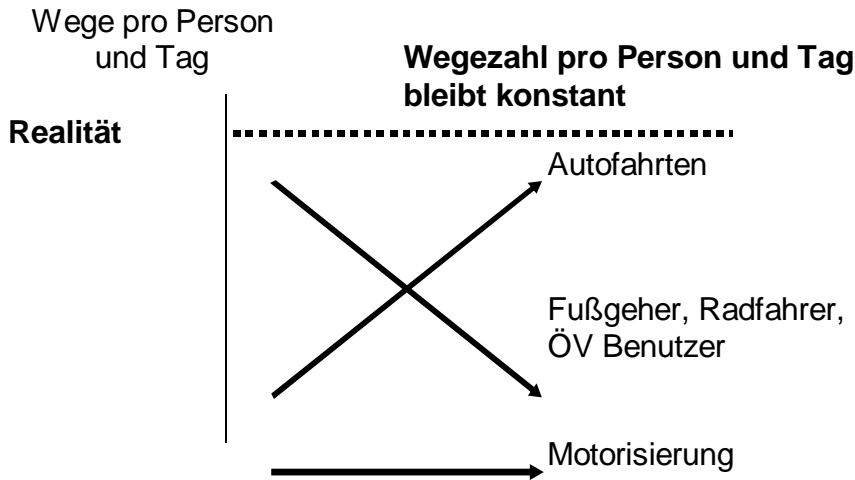 Wege pro Person
und Tag
Wegezahl pro Person und Tag
bleibt konstant
Realität
Autofahrten
Fußgeher, Radfahrer,
ÖV Benutzer
Motorisierung